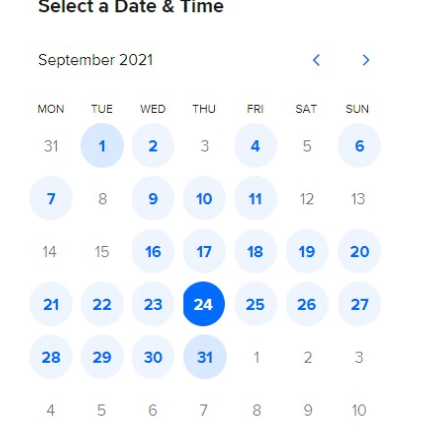 Select a Date & Time
September 2021
MON TUE WED THU FRI SAT SUN
31 1 2 3 4 5 6
7 8 9 10 11 12 13
14 15 16 17 18 19 20
21 22 23 24 25 26 27
28 29 30 31 1 2 3
4 5 6 7 8 9 10